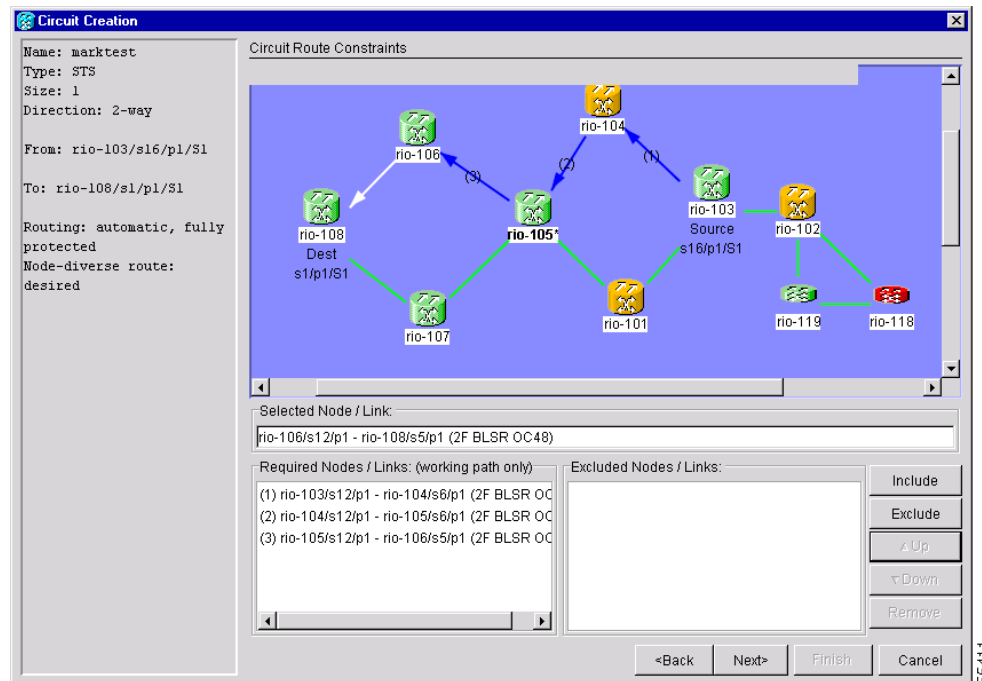 Circuit Creation
Name: marktest
Type: STS
Size: 1
Direction: 2-way
From: rio-103/s16/p1/S1
To: rio-108/s1/p1/S1
Routing: automatic, fully
protected
Node-diverse route:
desired
Circuit Route Constraints
rio-104
rio-106
(1)
(2)
(3)
rio-103
Source
s16/p1/S1
rio-102
rio-108
Dest
s1/p1/S1
rio-105*
rio-107
rio-101
rio-119
rio-118
Selected Node / Link:
rio-106/s12/p1 - rio-108/s5/p1 (2F BLSR OC48)
Required Nodes / Links: (working path only)
(1) rio-103/s12/p1 - rio-104/s6/p1 (2F BLSR OC
(2) rio-104/s12/p1 - rio-105/s6/p1 (2F BLSR OC
(3) rio-105/s12/p1 - rio-106/s5/p1 (2F BLSR OC
Excluded Nodes / Links:
Include
Exclude
Up
Down
Remove
<Back
Next>
Finish
Cancel